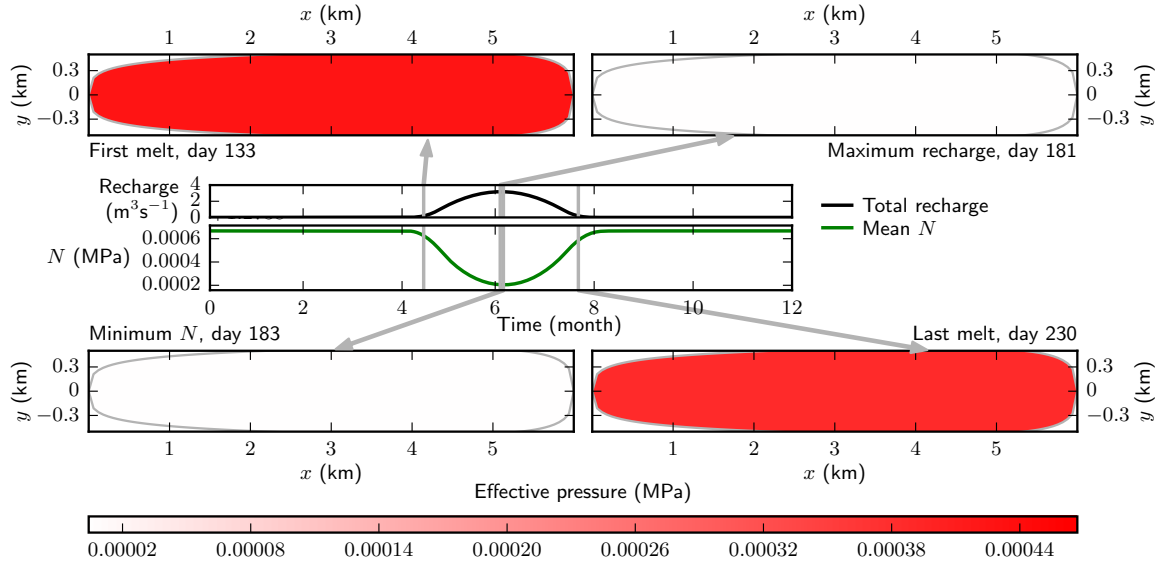 x (km) x (km)
1 2 3 4 5 1 2 3 4 5
y (km) 0.3 0 −0.3 0.3 0 −0.3 y (km)
First melt, day 133 Maximum recharge, day 181
Recharge (m³s⁻¹) 4 2 0
Total recharge
Mean N
N (MPa) 0.0006 0.0004 0.0002
0 2 4 6 8 10 12
Time (month)
Minimum N, day 183 Last melt, day 230
y (km) 0.3 0 −0.3 0.3 0 −0.3 y (km)
1 2 3 4 5 1 2 3 4 5
x (km) x (km)
Effective pressure (MPa)
0.00002 0.00008 0.00014 0.00020 0.00026 0.00032 0.00038 0.00044